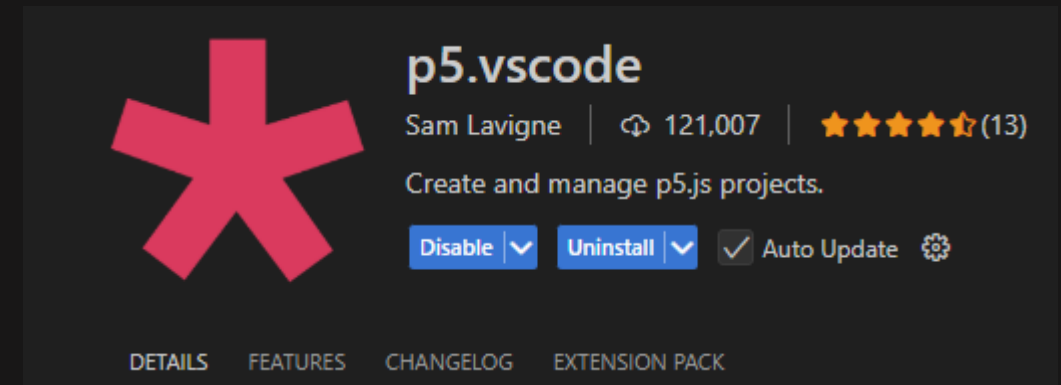 p5.vscode
Sam Lavigne 121,007 (13)
Create and manage p5.js projects.
Disable Uninstall Auto Update
DETAILS FEATURES CHANGELOG EXTENSION PACK